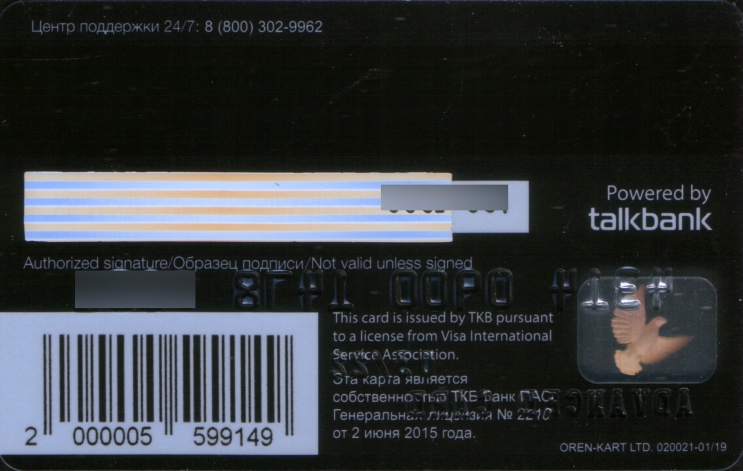 Центр поддержки 24/7: 8 (800) 302-9962
Powered by
talkbank
Authorized signature/Образец подписи/Not valid unless signed
This card is issued by TKB pursuant
to a license from Visa International
Service Association.
Эта карта является
собственностью ТКБ Банк ПАО.
Генеральная лицензия № 2210
от 2 июня 2015 года.
2 000005 599149
OREN-KART LTD. 020021-01/19